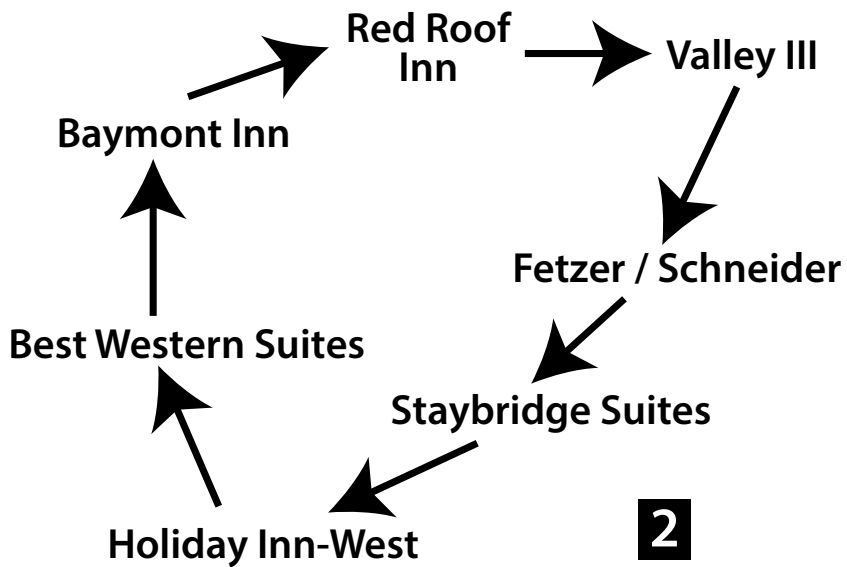 Red Roof
Inn
Valley III
Baymont Inn
Fetzer / Schneider
Best Western Suites
Staybridge Suites
Holiday Inn-West
2